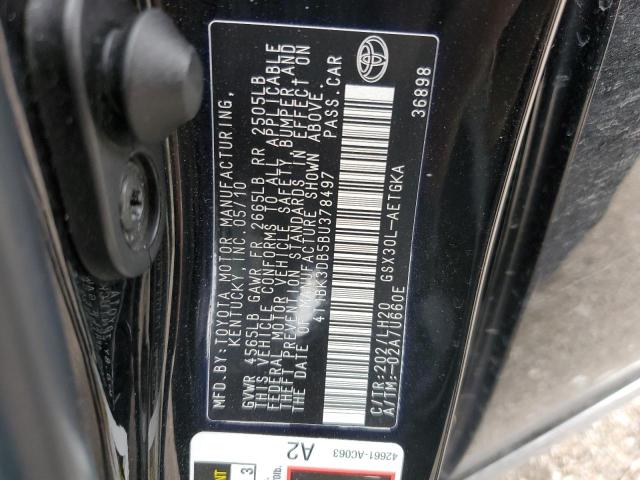 MFD. BY: TOYOTA MOTOR MANUFACTURING,
KENTUCKY, INC. 05/10
GVWR 4565LB GAWR FR 2665LB RR 2505LB
THIS VEHICLE CONFORMS TO ALL APPLICABLE
FEDERAL MOTOR VEHICLE SAFETY, BUMPER AND
THEFT PREVENTION STANDARDS IN EFFECT ON
THE DATE OF MANUFACTURE SHOWN ABOVE.
4T1BK3DB5BU378497 PASS. CAR
C/TR: 202/LH20 GSX30L-AETGKA
A/TM: -02A/U660E
36898
TOYOTA
42661-AC063
A2
3